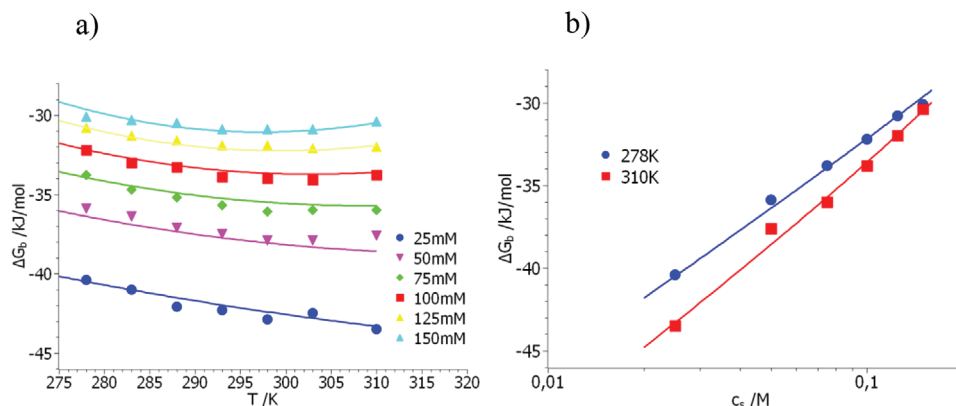 a)
ΔG_b /kJ/mol
-30
-35
-40
-45
275 280 285 290 295 300 305 310 315 320
T /K
25mM
50mM
75mM
100mM
125mM
150mM
b)
ΔG_b /kJ/mol
-30
-35
-40
-45
0,01 0,1
c_s /M
278K
310K